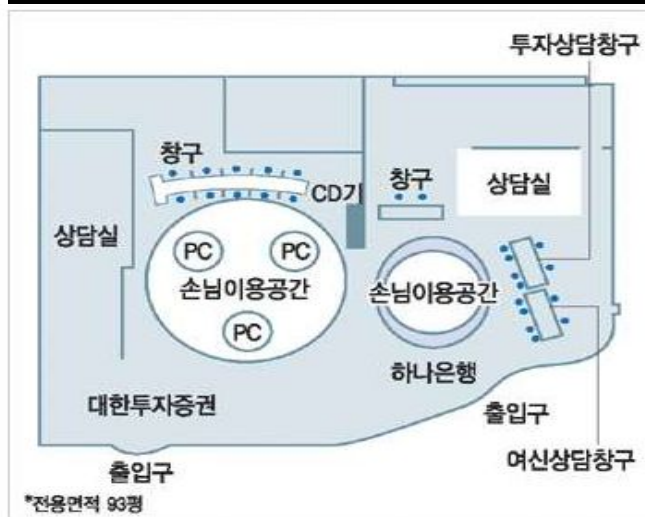 투자상담창구
창구
CD기
창구
상담실
상담실
PC
PC
손님이용공간
손님이용공간
PC
하나은행
대한투자증권
출입구
출입구
여신상담창구
*전용면적 93평